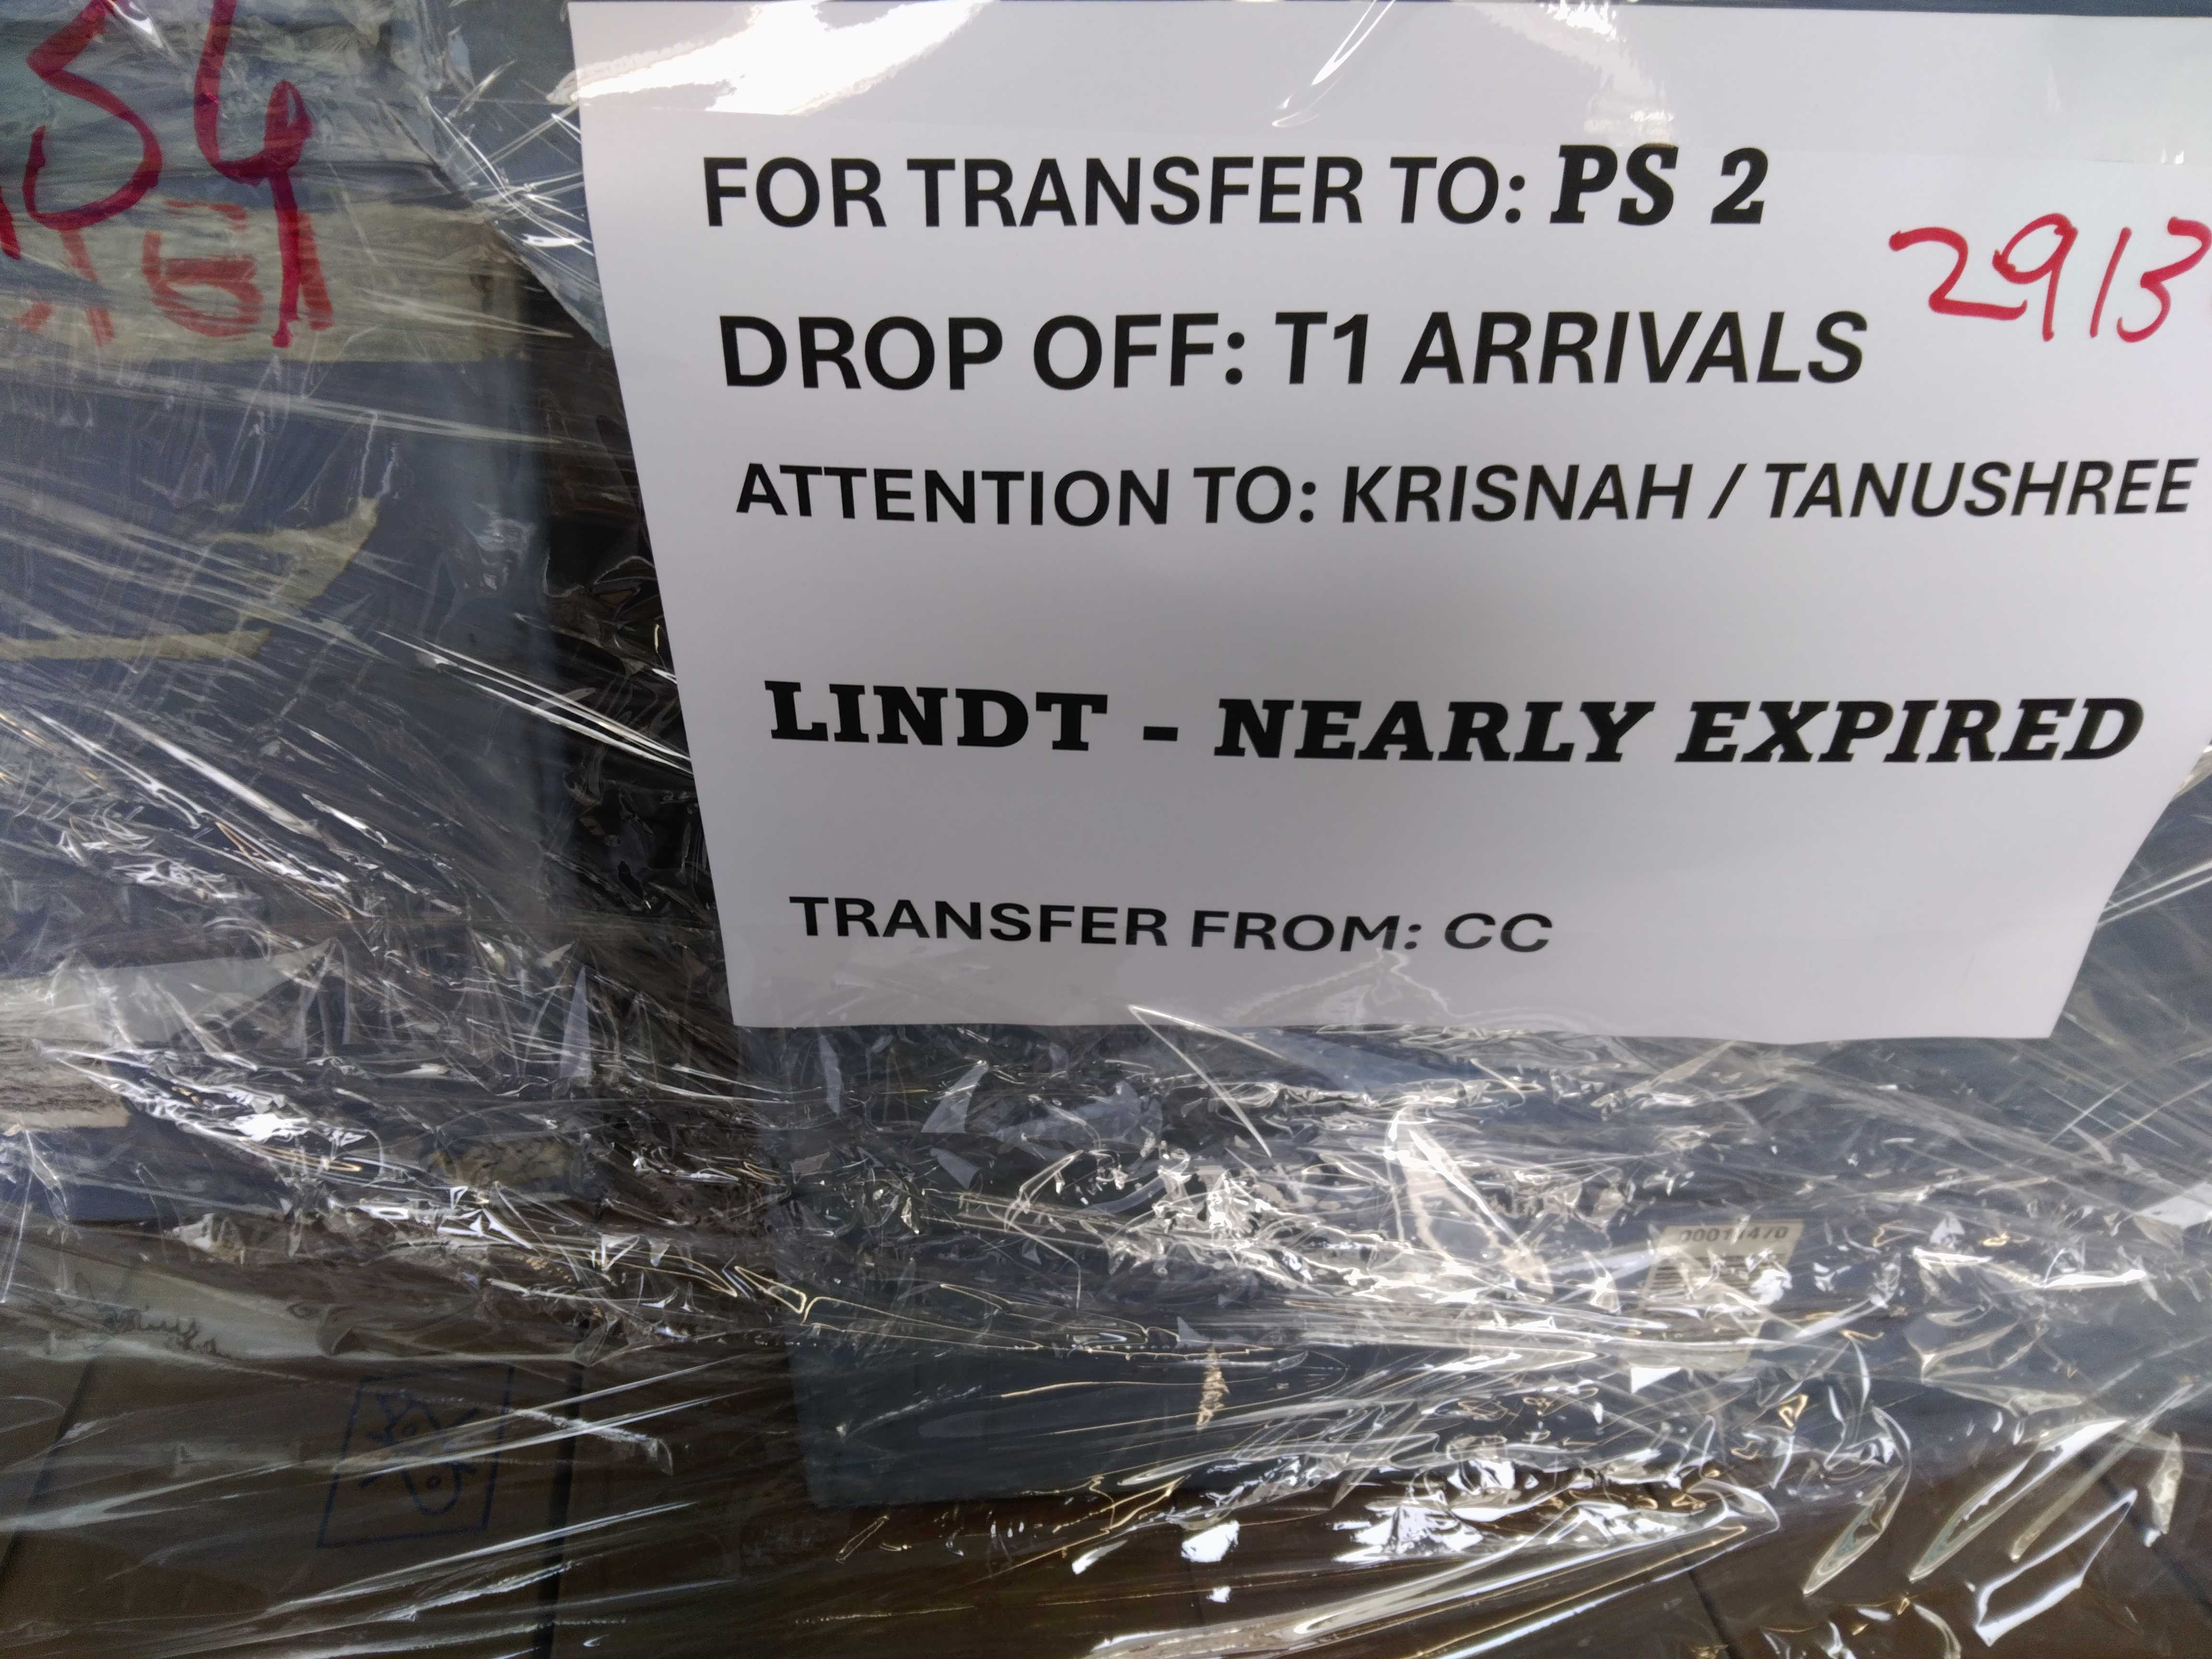 54
FOR TRANSFER TO: PS 2
2913
DROP OFF: T1 ARRIVALS
ATTENTION TO: KRISNAH / TANUSHREE
LINDT - NEARLY EXPIRED
TRANSFER FROM: CC